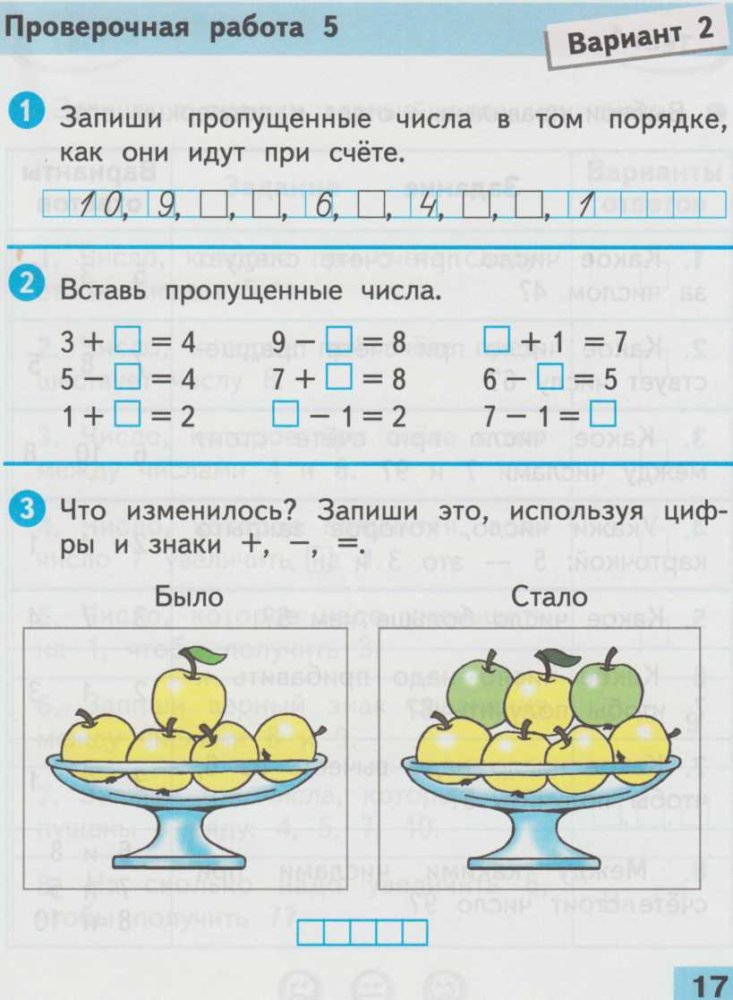 Проверочная работа 5
Вариант 2
1 Запиши пропущенные числа в том порядке,
как они идут при счёте.
10, 9, □, □, 6, □, 4, □, □, 1
2 Вставь пропущенные числа.
3 + □ = 4 9 − □ = 8 □ + 1 = 7
5 − □ = 4 7 + □ = 8 6 − □ = 5
1 + □ = 2 □ − 1 = 2 7 − 1 = □
3 Что изменилось? Запиши это, используя циф-
ры и знаки +, −, =.
Было Стало
17